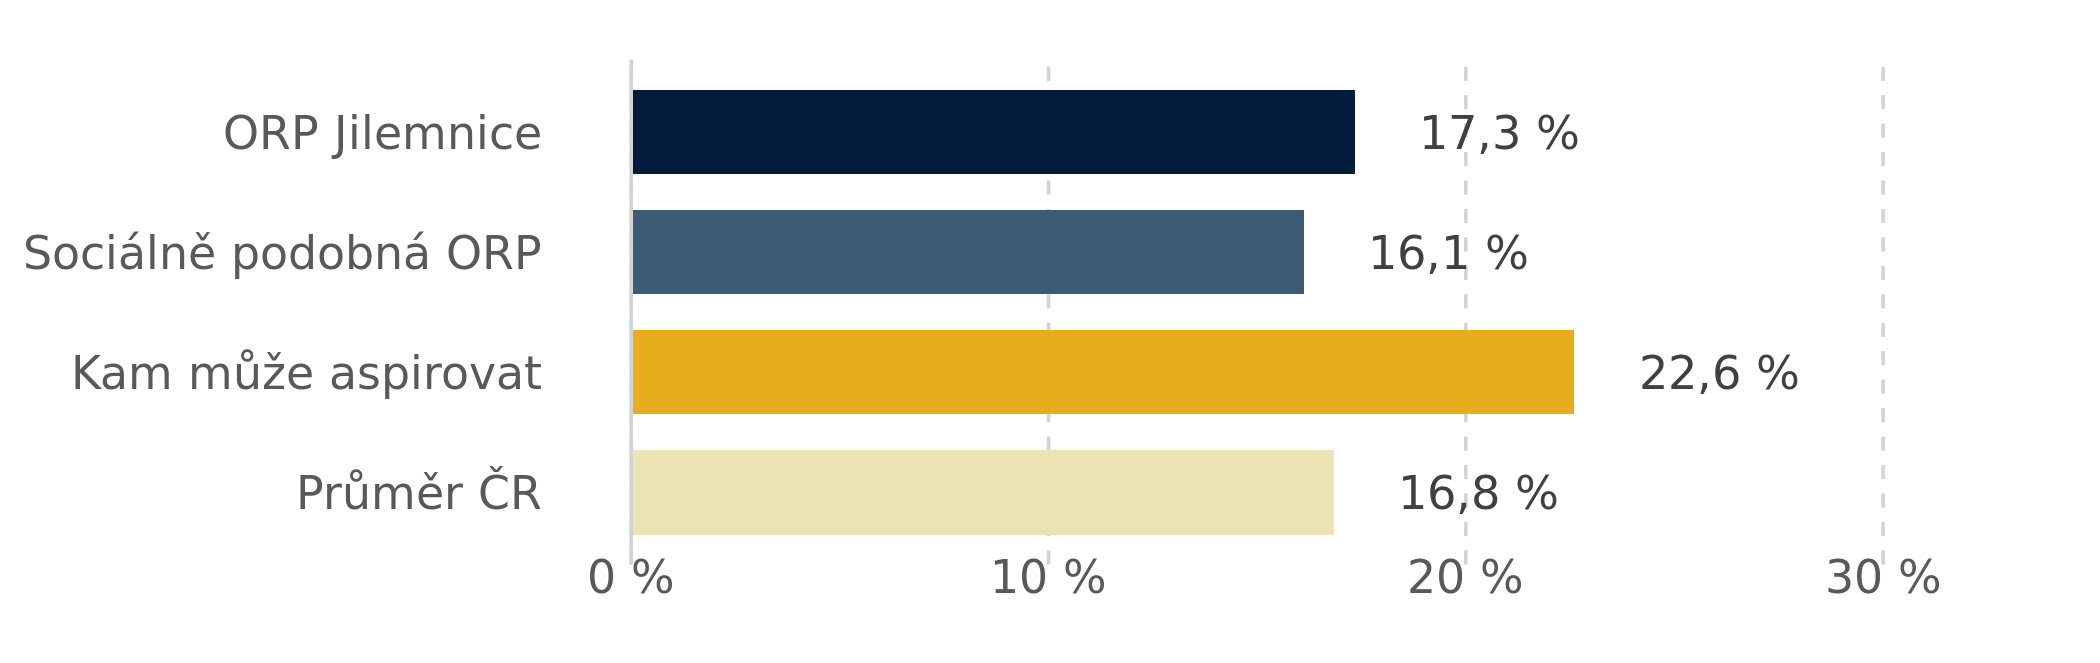 ORP Jilemnice 17,3 %
Sociálně podobná ORP 16,1 %
Kam může aspirovat 22,6 %
Průměr ČR 16,8 %
0 % 10 % 20 % 30 %